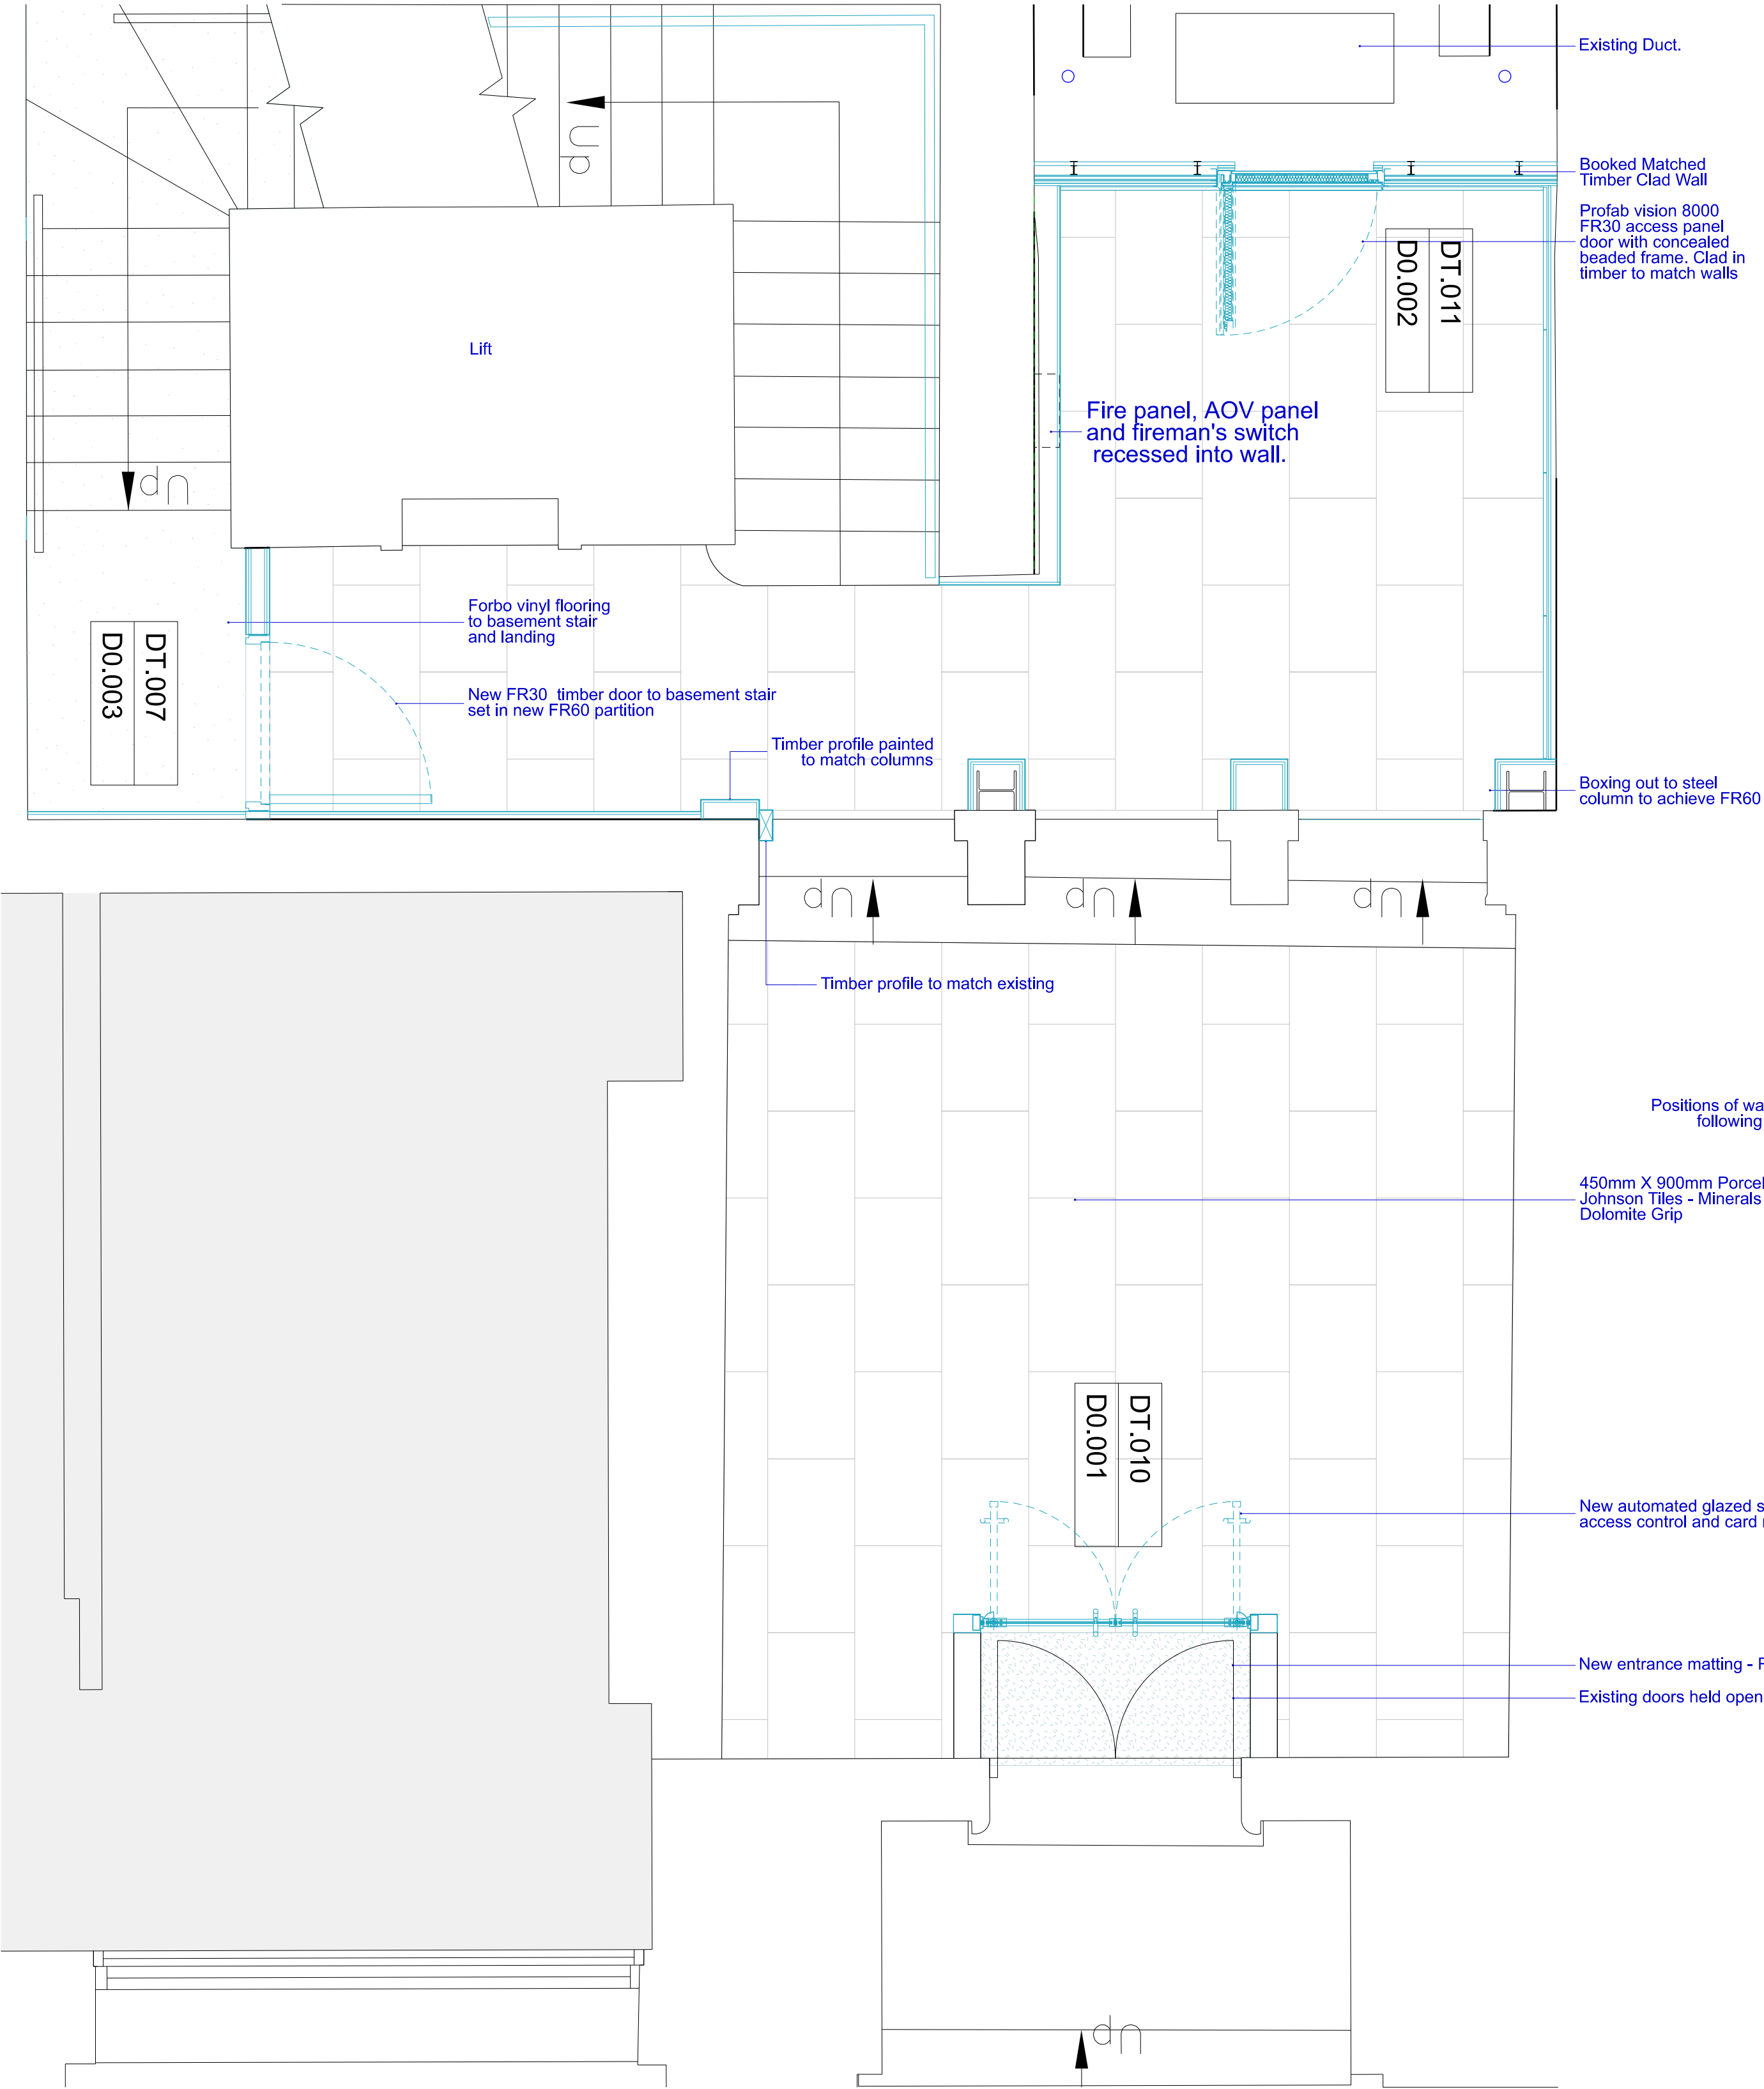 Existing Duct.
up
Booked Matched
Timber Clad Wall
Profab vision 8000
FR30 access panel
door with concealed
beaded frame. Clad in
timber to match walls
DT.011
D0.002
Lift
Fire panel, AOV panel
and fireman's switch
recessed into wall.
up
Forbo vinyl flooring
to basement stair
and landing
DT.007
D0.003
New FR30 timber door to basement stair
set in new FR60 partition
Timber profile painted
to match columns
Boxing out to steel
column to achieve FR60
up
up
up
Timber profile to match existing
Positions of wa
following
450mm X 900mm Porcel
Johnson Tiles - Minerals
Dolomite Grip
DT.010
D0.001
New automated glazed s
access control and card
New entrance matting - F
Existing doors held open
up